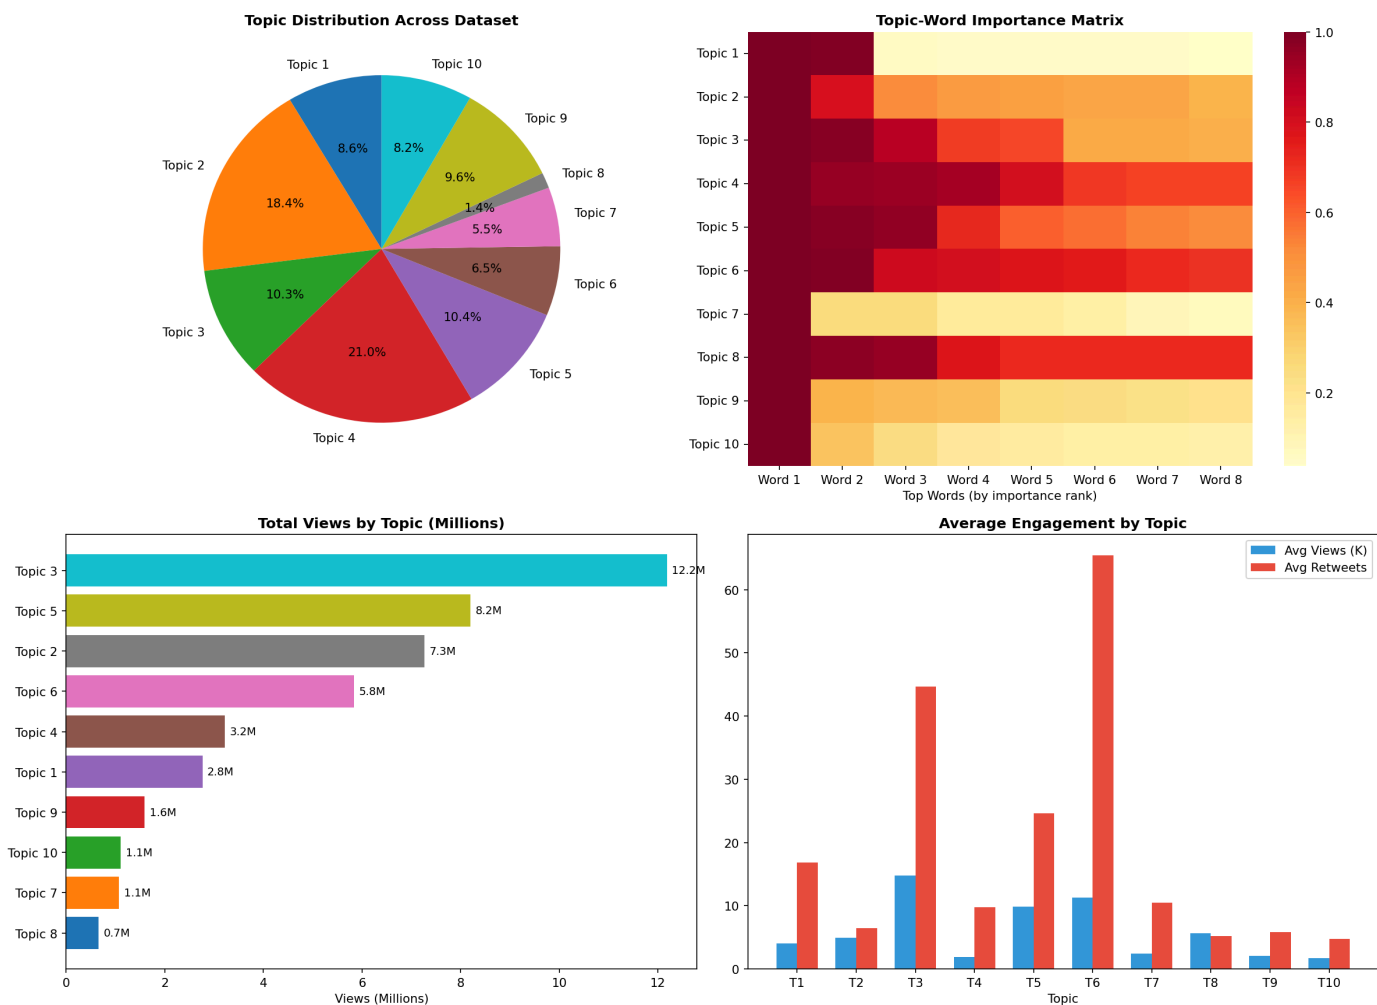 Topic Distribution Across Dataset
Topic 1
Topic 10
Topic 9
Topic 2
Topic 8
Topic 7
Topic 6
Topic 3
Topic 5
Topic 4
8.6%
8.2%
9.6%
18.4%
1.4%
5.5%
6.5%
10.3%
10.4%
21.0%
Topic-Word Importance Matrix
Topic 1
Topic 2
Topic 3
Topic 4
Topic 5
Topic 6
Topic 7
Topic 8
Topic 9
Topic 10
Word 1 Word 2 Word 3 Word 4 Word 5 Word 6 Word 7 Word 8
Top Words (by importance rank)
1.0
0.8
0.6
0.4
0.2
Total Views by Topic (Millions)
Topic 3 12.2M
Topic 5 8.2M
Topic 2 7.3M
Topic 6 5.8M
Topic 4 3.2M
Topic 1 2.8M
Topic 9 1.6M
Topic 10 1.1M
Topic 7 1.1M
Topic 8 0.7M
0 2 4 6 8 10 12
Views (Millions)
Average Engagement by Topic
Avg Views (K)
Avg Retweets
60
50
40
30
20
10
0
T1 T2 T3 T4 T5 T6 T7 T8 T9 T10
Topic